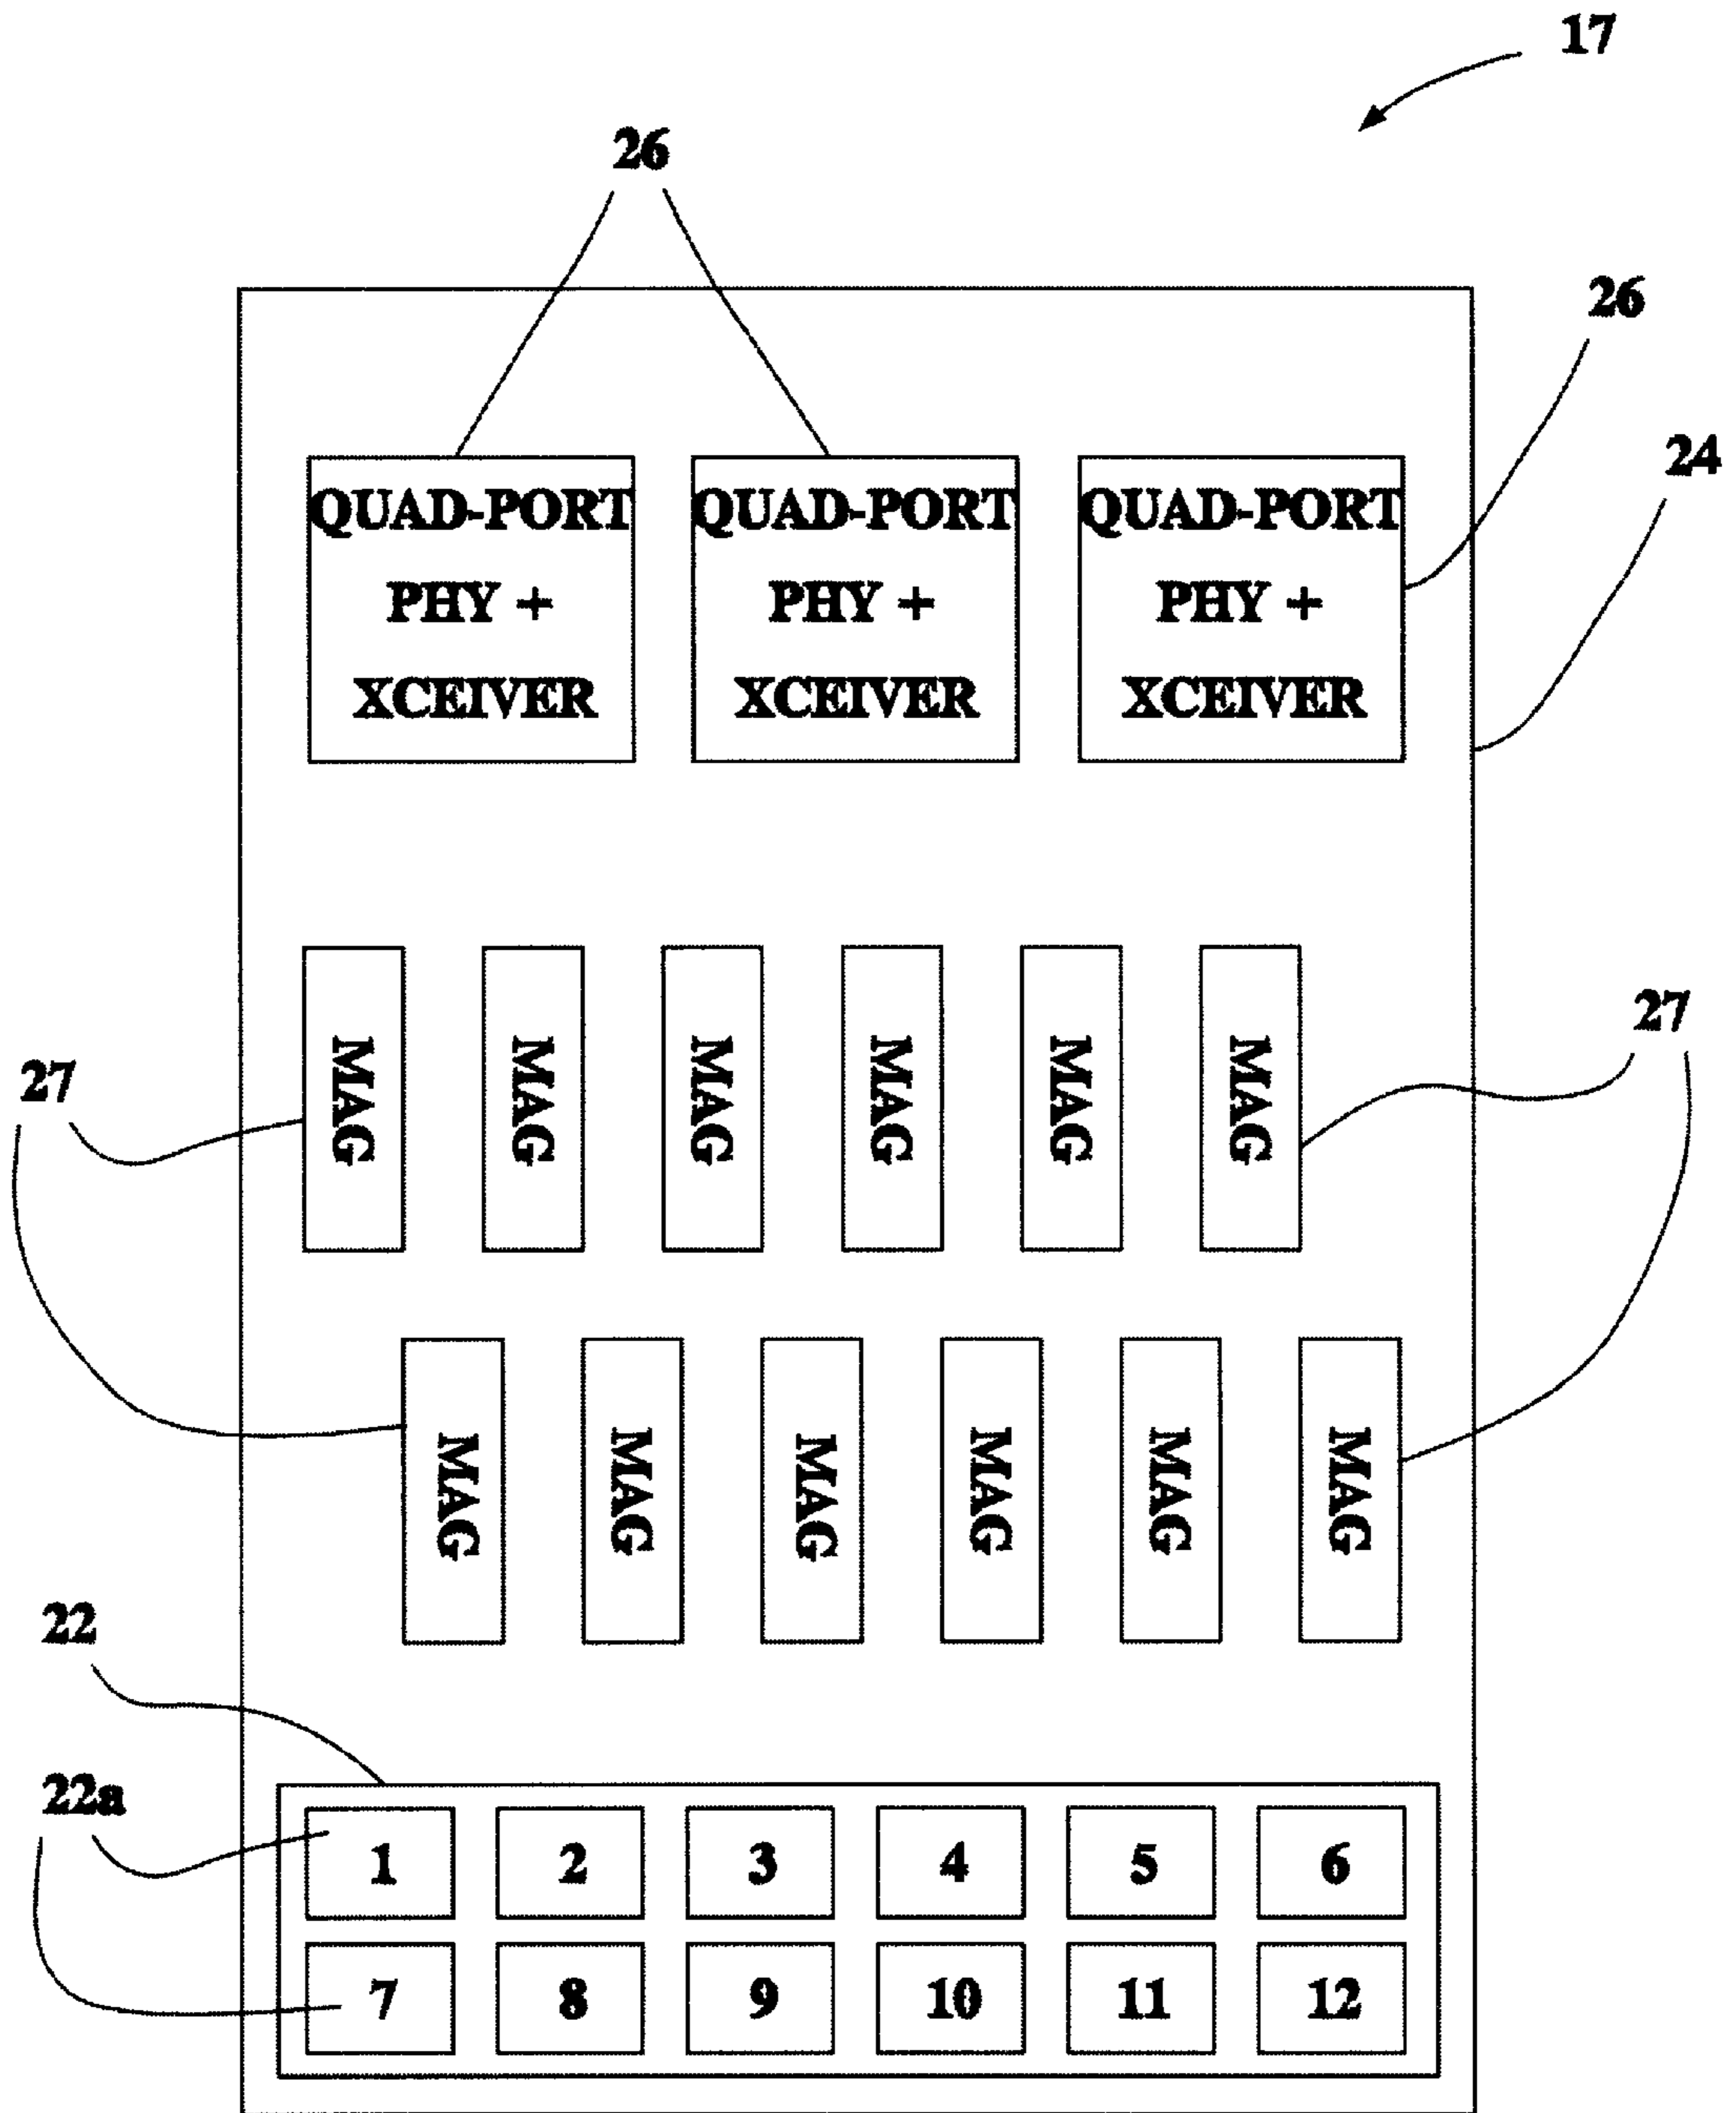 17
26
26
24
QUAD-PORT PHY + XCEIVER
QUAD-PORT PHY + XCEIVER
QUAD-PORT PHY + XCEIVER
MAG MAG MAG MAG MAG MAG
27
27
MAG MAG MAG MAG MAG MAG
22
22a
1 2 3 4 5 6
7 8 9 10 11 12